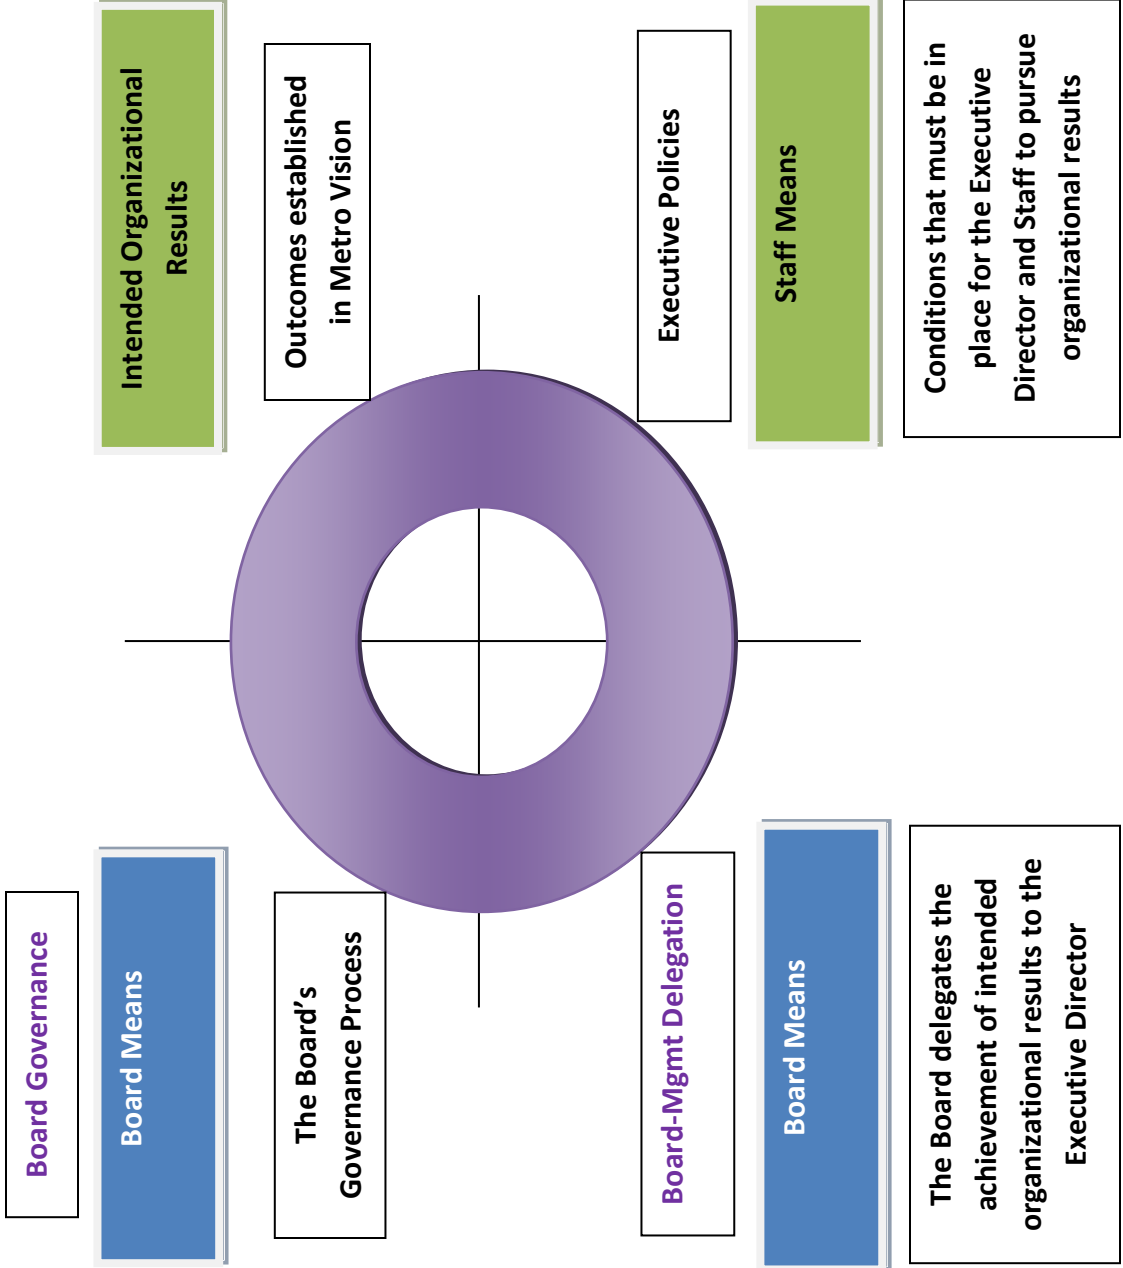 Board Governance
Board Means
The Board’s
Governance Process
Intended Organizational
Results
Outcomes established
in Metro Vision
Board-Mgmt Delegation
Board Means
The Board delegates the
achievement of intended
organizational results to the
Executive Director
Executive Policies
Staff Means
Conditions that must be in
place for the Executive
Director and Staff to pursue
organizational results